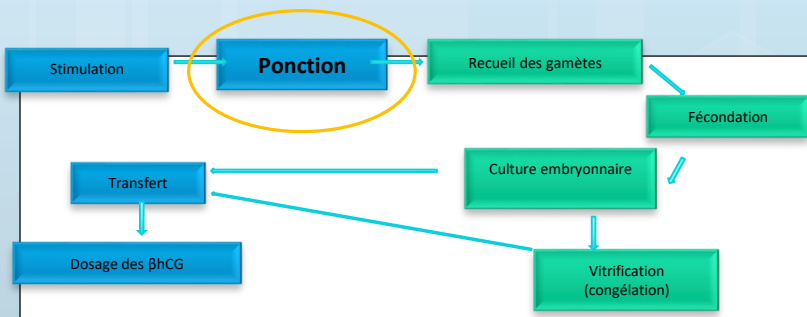 Stimulation
Ponction
Recueil des gamètes
Fécondation
Culture embryonnaire
Transfert
Dosage des βhCG
Vitrification
(congélation)